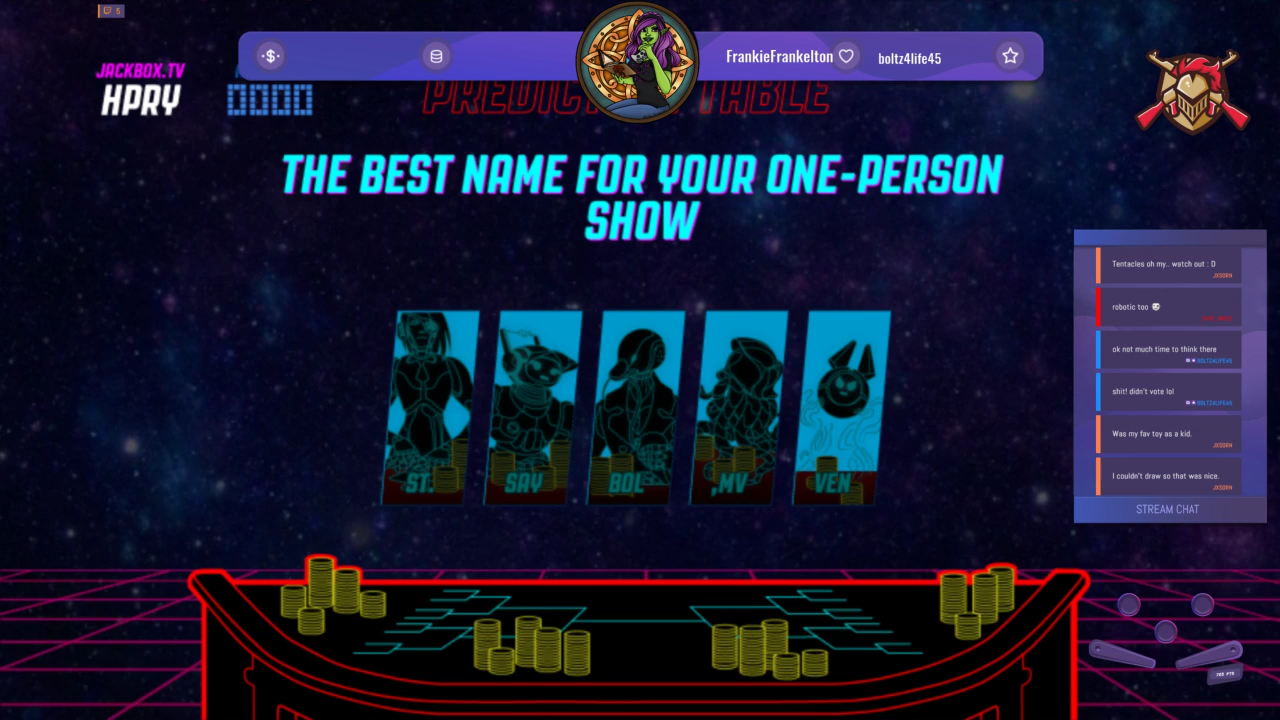 5
FrankieFrankelton
boltz4life45
JACKBOX.TV
HPRY
TABLE
THE BEST NAME FOR YOUR ONE-PERSON
SHOW
ST.
SAY
BOL
,MV
VEN
Tentacles oh my.. watch out : D
JXSORN
robotic too
ok not much time to think there
BOLTZ4LIFE45
shit! didn't vote lol
BOLTZ4LIFE45
Was my fav toy as a kid.
JXSORN
I couldn't draw so that was nice.
JXSORN
STREAM CHAT